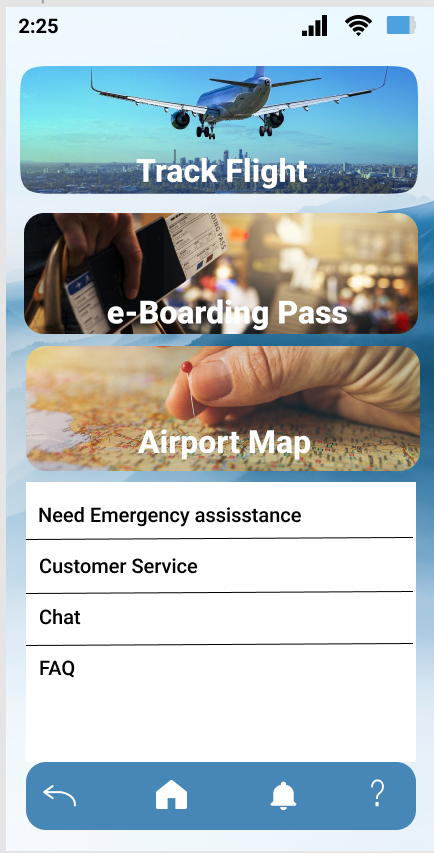 2:25
Track Flight
e-Boarding Pass
Airport Map
Need Emergency assisstance
Customer Service
Chat
FAQ
?